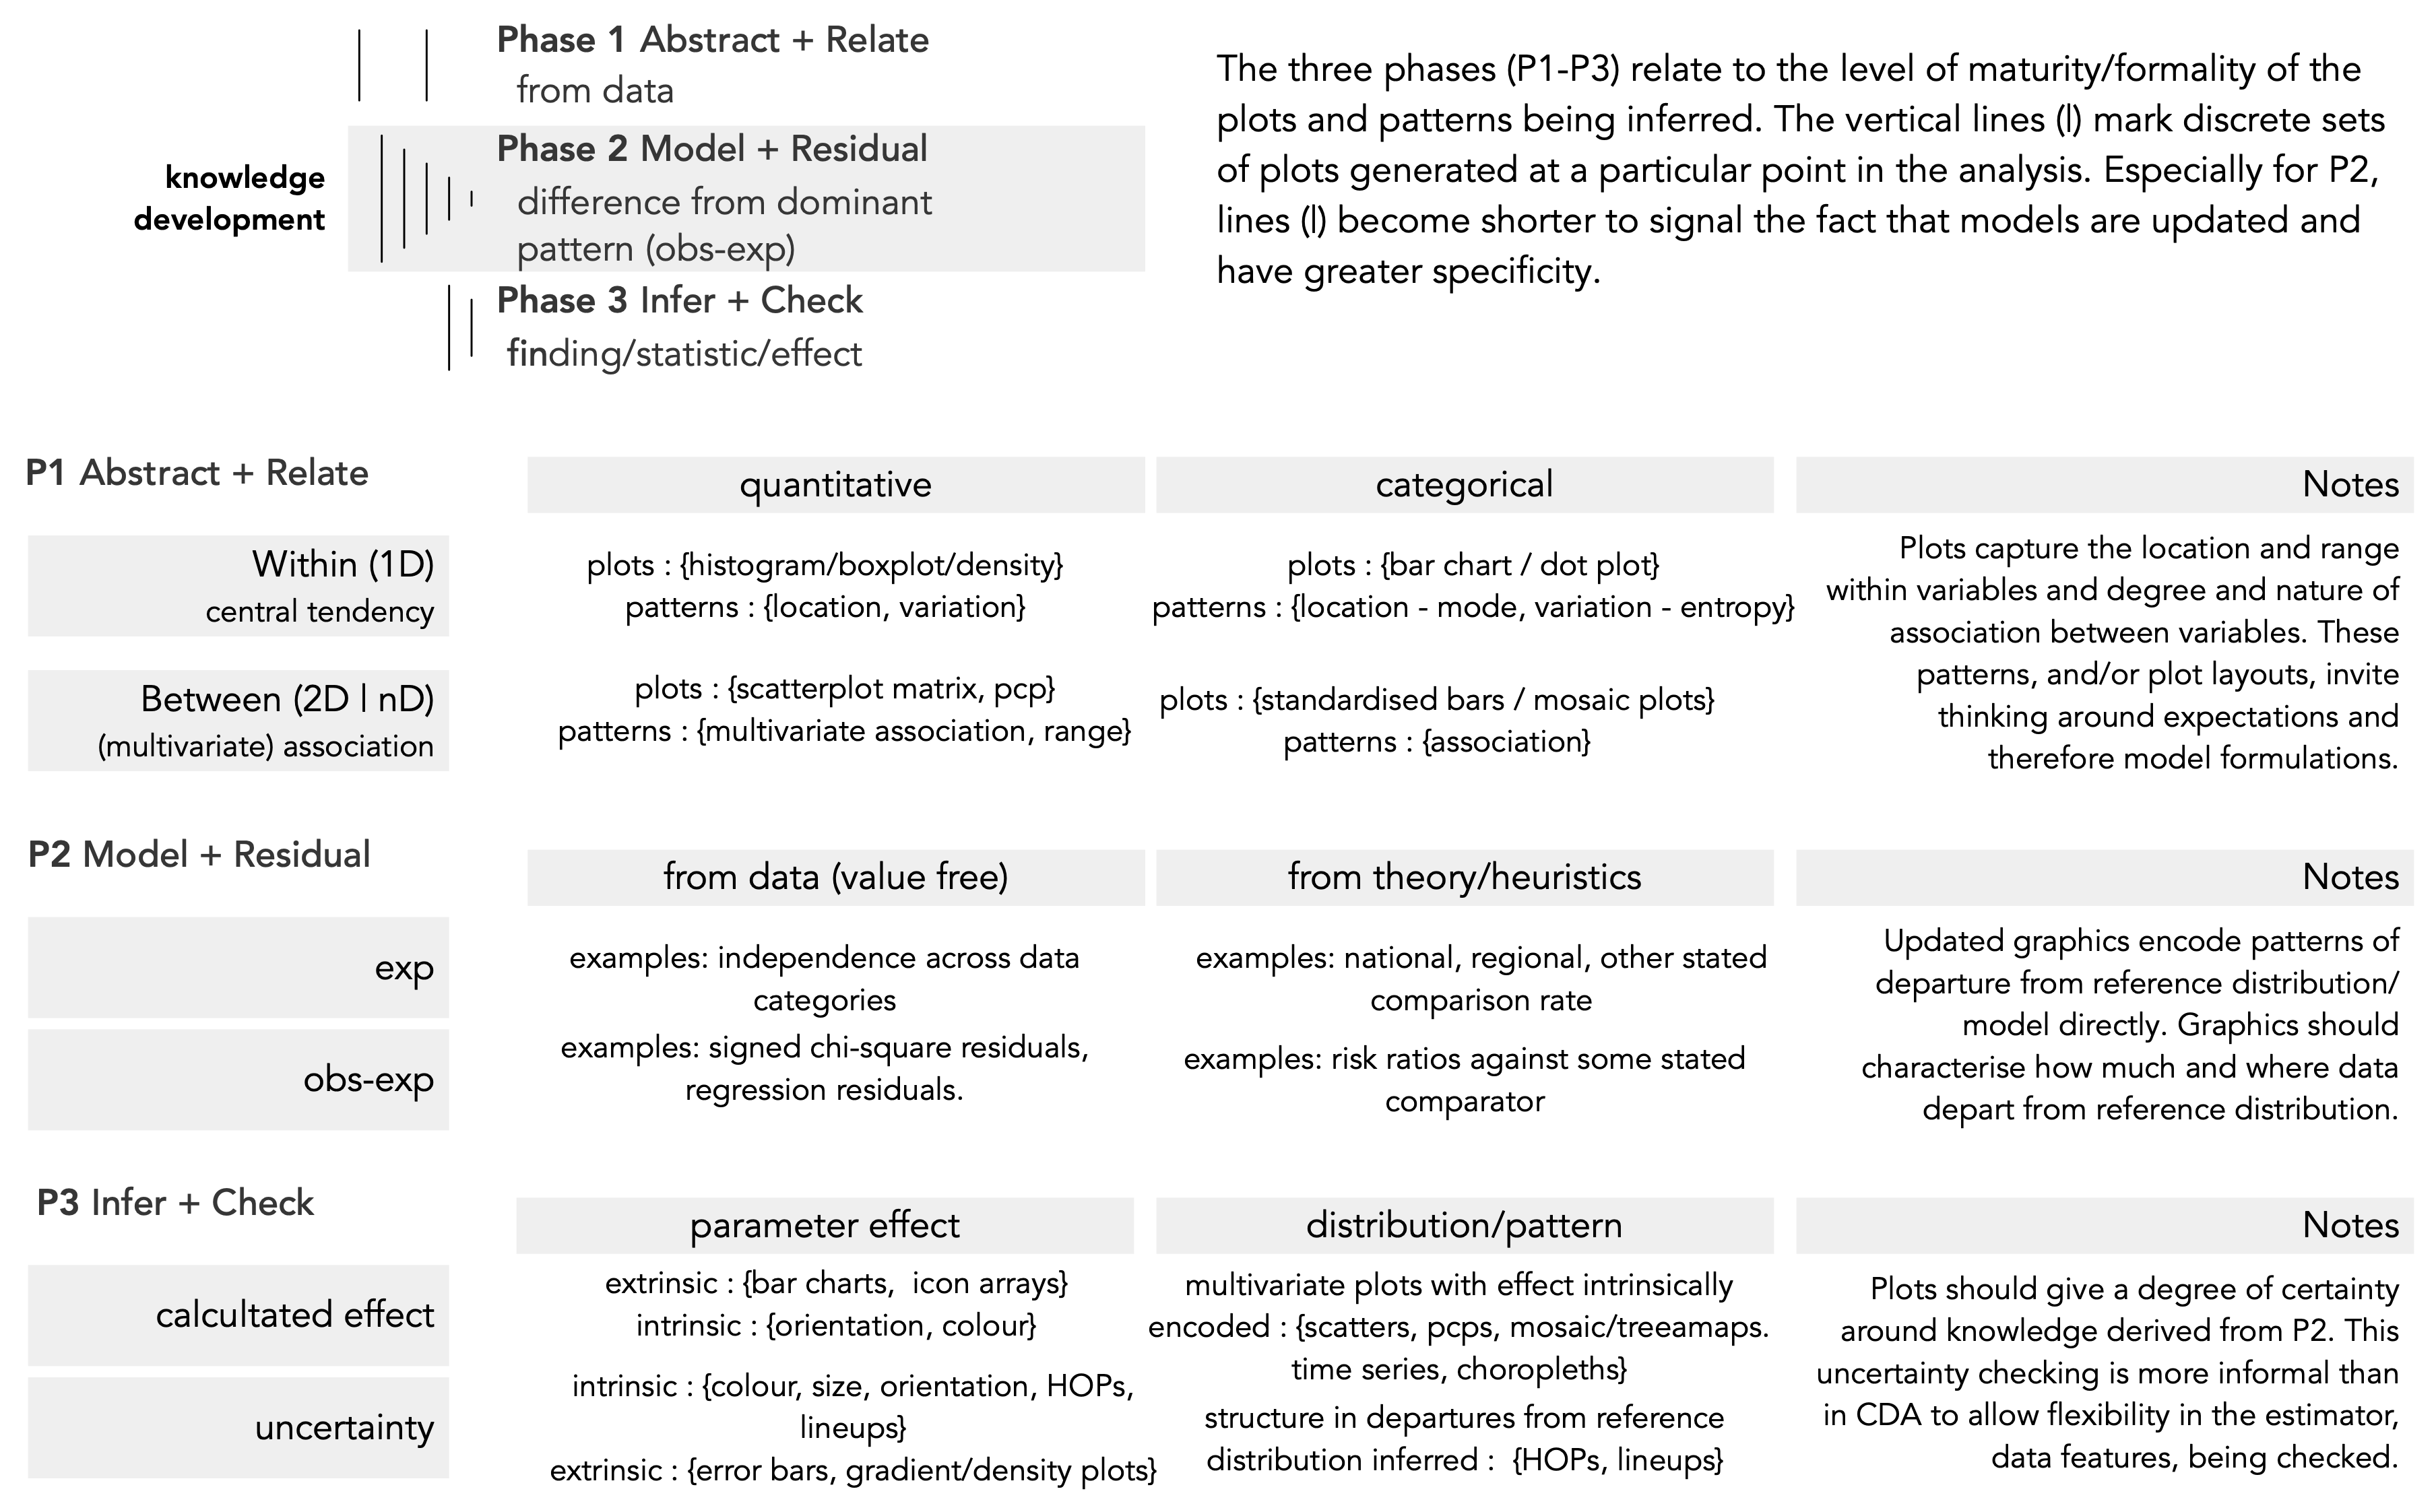 Phase 1 Abstract + Relate
from data
knowledge
development
Phase 2 Model + Residual
difference from dominant
pattern (obs-exp)
Phase 3 Infer + Check
finding/statistic/effect
The three phases (P1-P3) relate to the level of maturity/formality of the
plots and patterns being inferred. The vertical lines (|) mark discrete sets
of plots generated at a particular point in the analysis. Especially for P2,
lines (|) become shorter to signal the fact that models are updated and
have greater specificity.
P1 Abstract + Relate
quantitative
categorical
Notes
Within (1D)
central tendency
plots : {histogram/boxplot/density}
patterns : {location, variation}
plots : {bar chart / dot plot}
patterns : {location - mode, variation - entropy}
Between (2D | nD)
(multivariate) association
plots : {scatterplot matrix, pcp}
patterns : {multivariate association, range}
plots : {standardised bars / mosaic plots}
patterns : {association}
Plots capture the location and range
within variables and degree and nature of
association between variables. These
patterns, and/or plot layouts, invite
thinking around expectations and
therefore model formulations.
P2 Model + Residual
from data (value free)
from theory/heuristics
Notes
exp
examples: independence across data
categories
examples: national, regional, other stated
comparison rate
obs-exp
examples: signed chi-square residuals,
regression residuals.
examples: risk ratios against some stated
comparator
Updated graphics encode patterns of
departure from reference distribution/
model directly. Graphics should
characterise how much and where data
depart from reference distribution.
P3 Infer + Check
parameter effect
distribution/pattern
Notes
calcultated effect
extrinsic : {bar charts,  icon arrays}
intrinsic : {orientation, colour}
multivariate plots with effect intrinsically
encoded : {scatters, pcps, mosaic/treeamaps.
time series, choropleths}
uncertainty
intrinsic : {colour, size, orientation, HOPs,
lineups}
extrinsic : {error bars, gradient/density plots}
structure in departures from reference
distribution inferred :  {HOPs, lineups}
Plots should give a degree of certainty
around knowledge derived from P2. This
uncertainty checking is more informal than
in CDA to allow flexibility in the estimator,
data features, being checked.